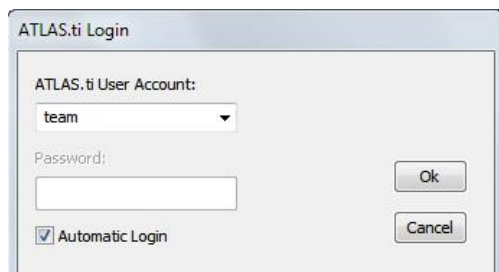 ATLAS.ti Login
ATLAS.ti User Account:
team
Password:
Ok
Automatic Login
Cancel